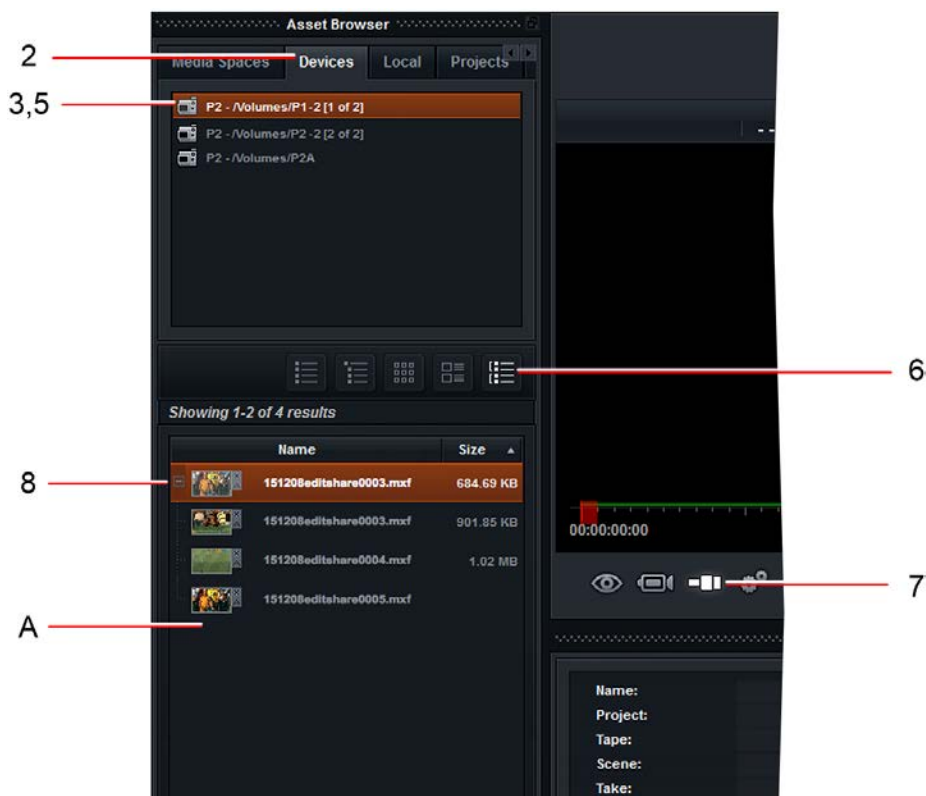 Asset Browser
2
Media Spaces Devices Local Projects
3,5
P2 - /Volumes/P1-2 [1 of 2]
P2 - /Volumes/P2-2 [2 of 2]
P2 - /Volumes/P2A
6
Showing 1-2 of 4 results
Name Size
8
151208editshare0003.mxf 684.69 KB
151208editshare0003.mxf 901.85 KB
151208editshare0004.mxf 1.02 MB
151208editshare0005.mxf
A
--
00:00:00:00
7
Name:
Project:
Tape:
Scene:
Take: